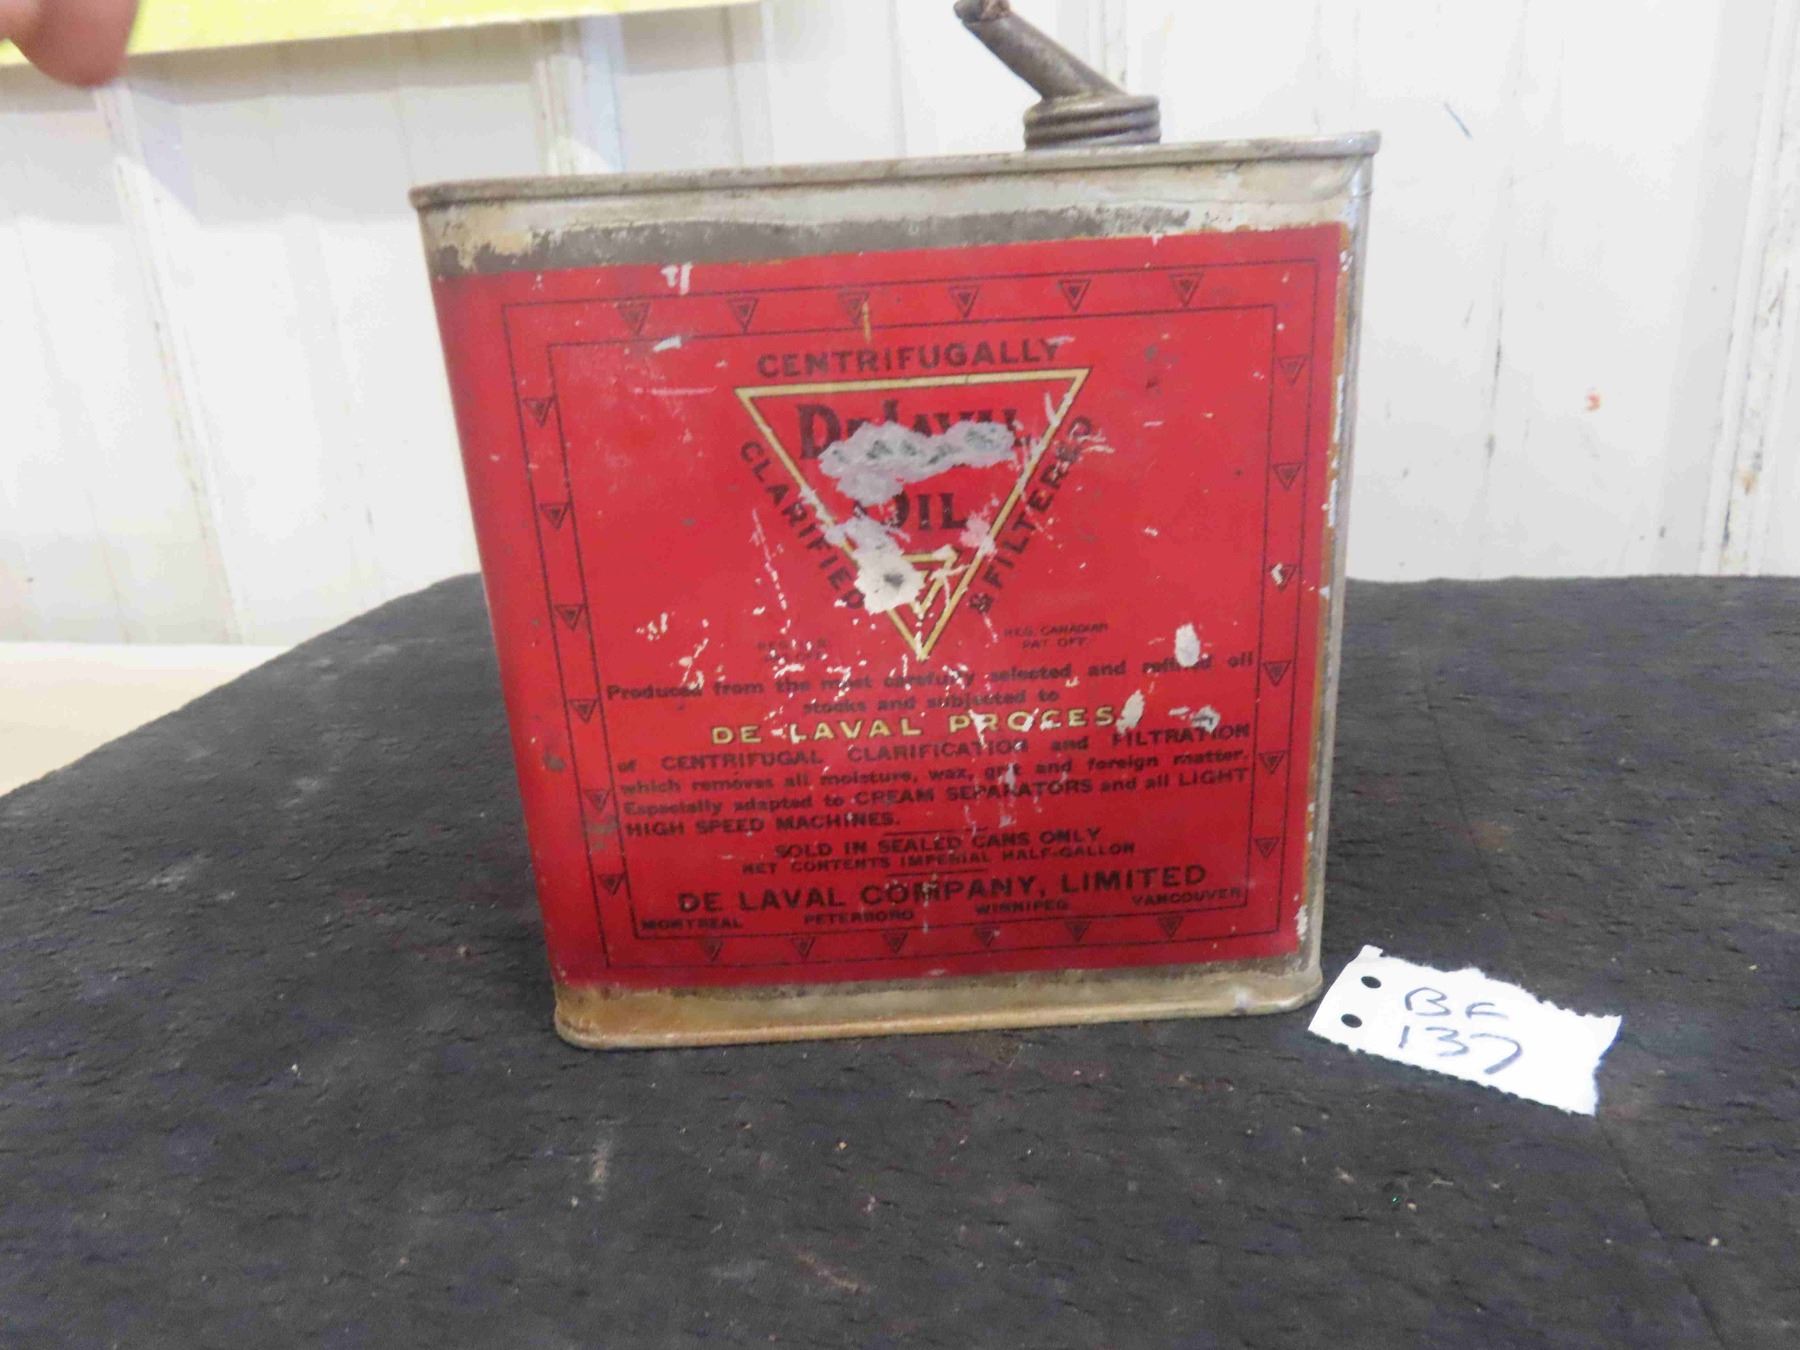 CENTRIFUGALLY
DE LAVAL
OIL
CLARIFIED
& FILTERED
REG. CANADIAN
PAT. OFF.
Produced from the most carefully selected and refined oil
stocks and subjected to
DE LAVAL PROCES
of CENTRIFUGAL CLARIFICATION and FILTRATION
which removes all moisture, wax, grit and foreign matter.
Especially adapted to CREAM SEPARATORS and all LIGHT
HIGH SPEED MACHINES.
SOLD IN SEALED CANS ONLY
NET CONTENTS IMPERIAL HALF-GALLON
DE LAVAL COMPANY, LIMITED
MONTREAL PETERBORO WINNIPEG VANCOUVER
137